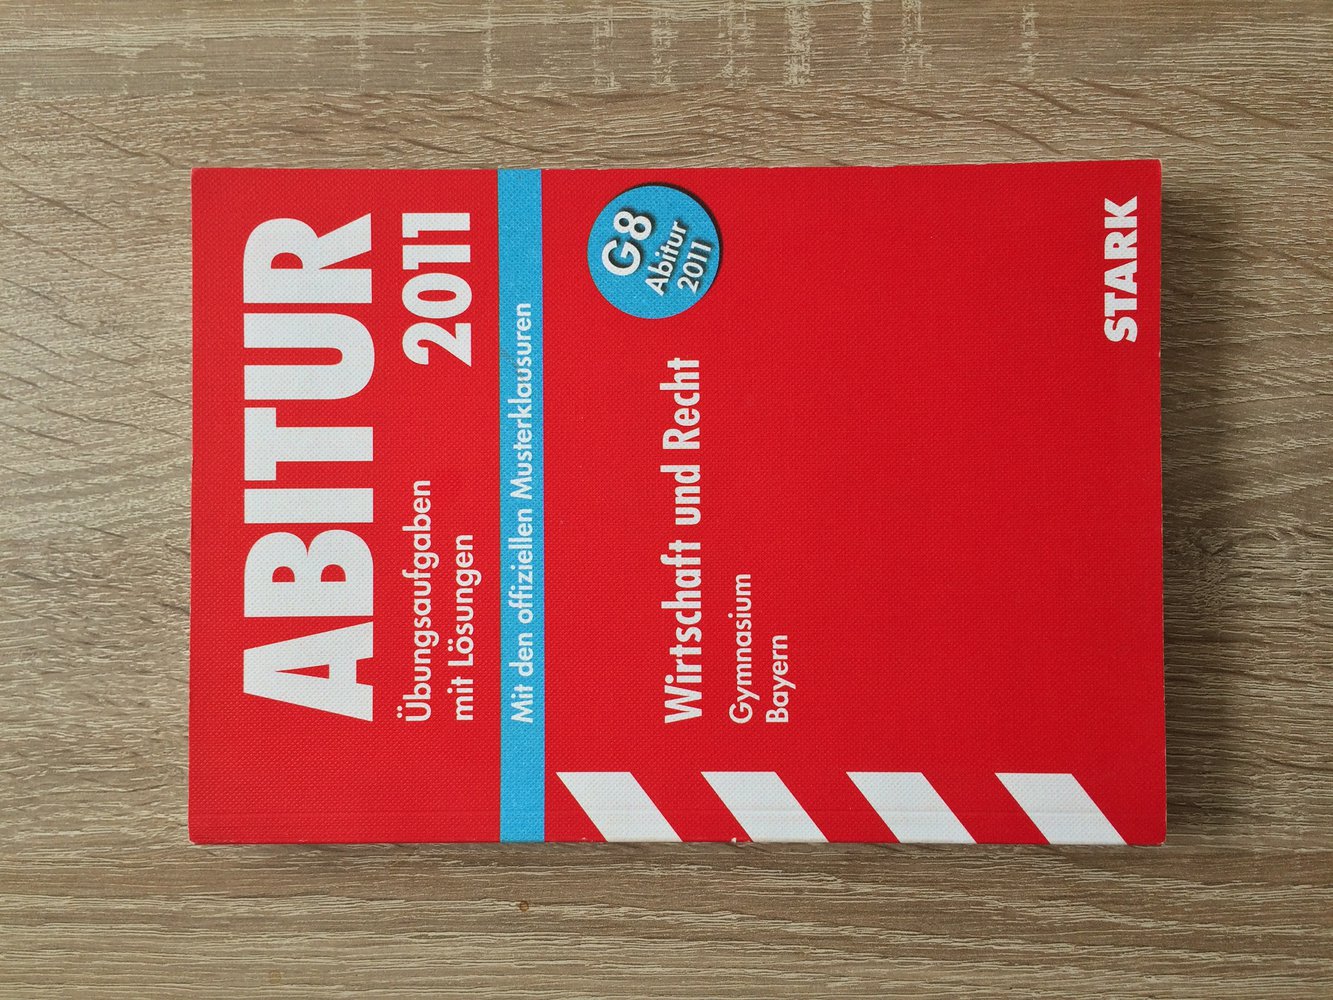 ABITUR
Übungsaufgaben
mit Lösungen
2011
Mit den offiziellen Musterklausuren
G8
Abitur
2011
Wirtschaft und Recht
Gymnasium
Bayern
STARK